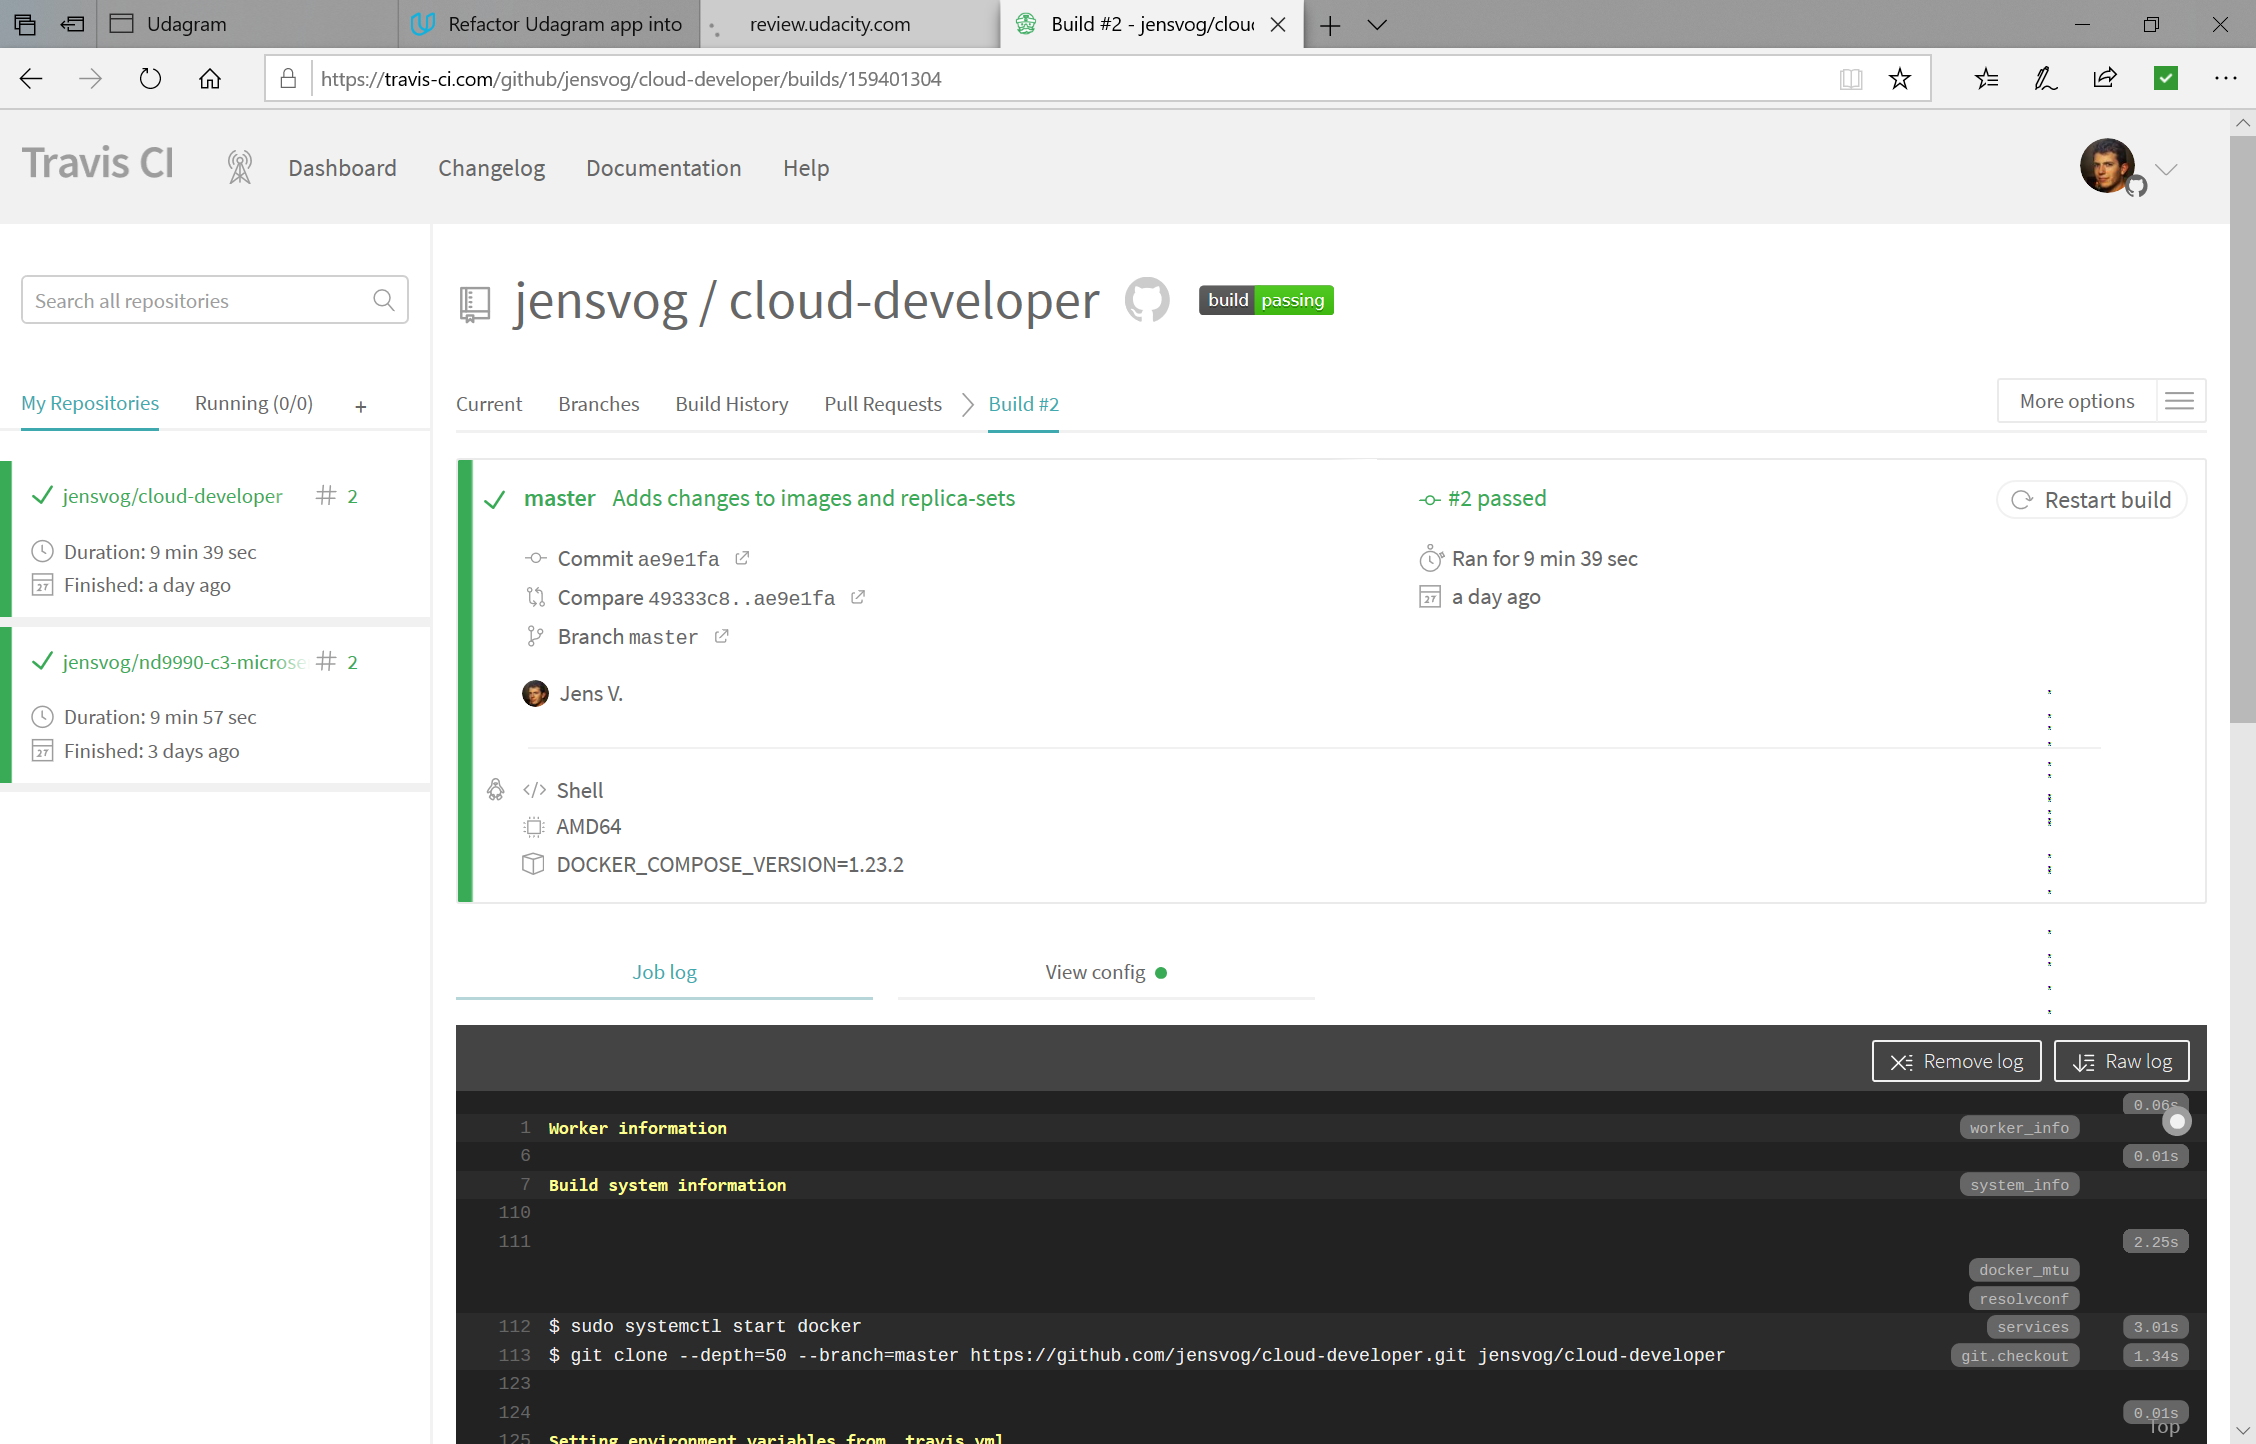 Udagram
Refactor Udagram app into
review.udacity.com
Build #2 - jensvog/clou
https://travis-ci.com/github/jensvog/cloud-developer/builds/159401304
Travis CI
Dashboard
Changelog
Documentation
Help
Search all repositories
jensvog / cloud-developer
build passing
My Repositories
Running (0/0)
+
Current
Branches
Build History
Pull Requests
Build #2
More options
jensvog/cloud-developer
# 2
Duration: 9 min 39 sec
Finished: a day ago
jensvog/nd9990-c3-microse
# 2
Duration: 9 min 57 sec
Finished: 3 days ago
master Adds changes to images and replica-sets
#2 passed
Restart build
Commit ae9e1fa
Ran for 9 min 39 sec
Compare 49333c8..ae9e1fa
a day ago
Branch master
Jens V.
</> Shell
AMD64
DOCKER_COMPOSE_VERSION=1.23.2
Job log
View config
Remove log
Raw log
0.06s
1 Worker information worker_info
6 0.01s
7 Build system information system_info
110
111 2.25s
docker_mtu
resolvconf
112 $ sudo systemctl start docker services 3.01s
113 $ git clone --depth=50 --branch=master https://github.com/jensvog/cloud-developer.git jensvog/cloud-developer git.checkout 1.34s
123
124 0.01s
125 Setting environment variables from .travis.yml
Top